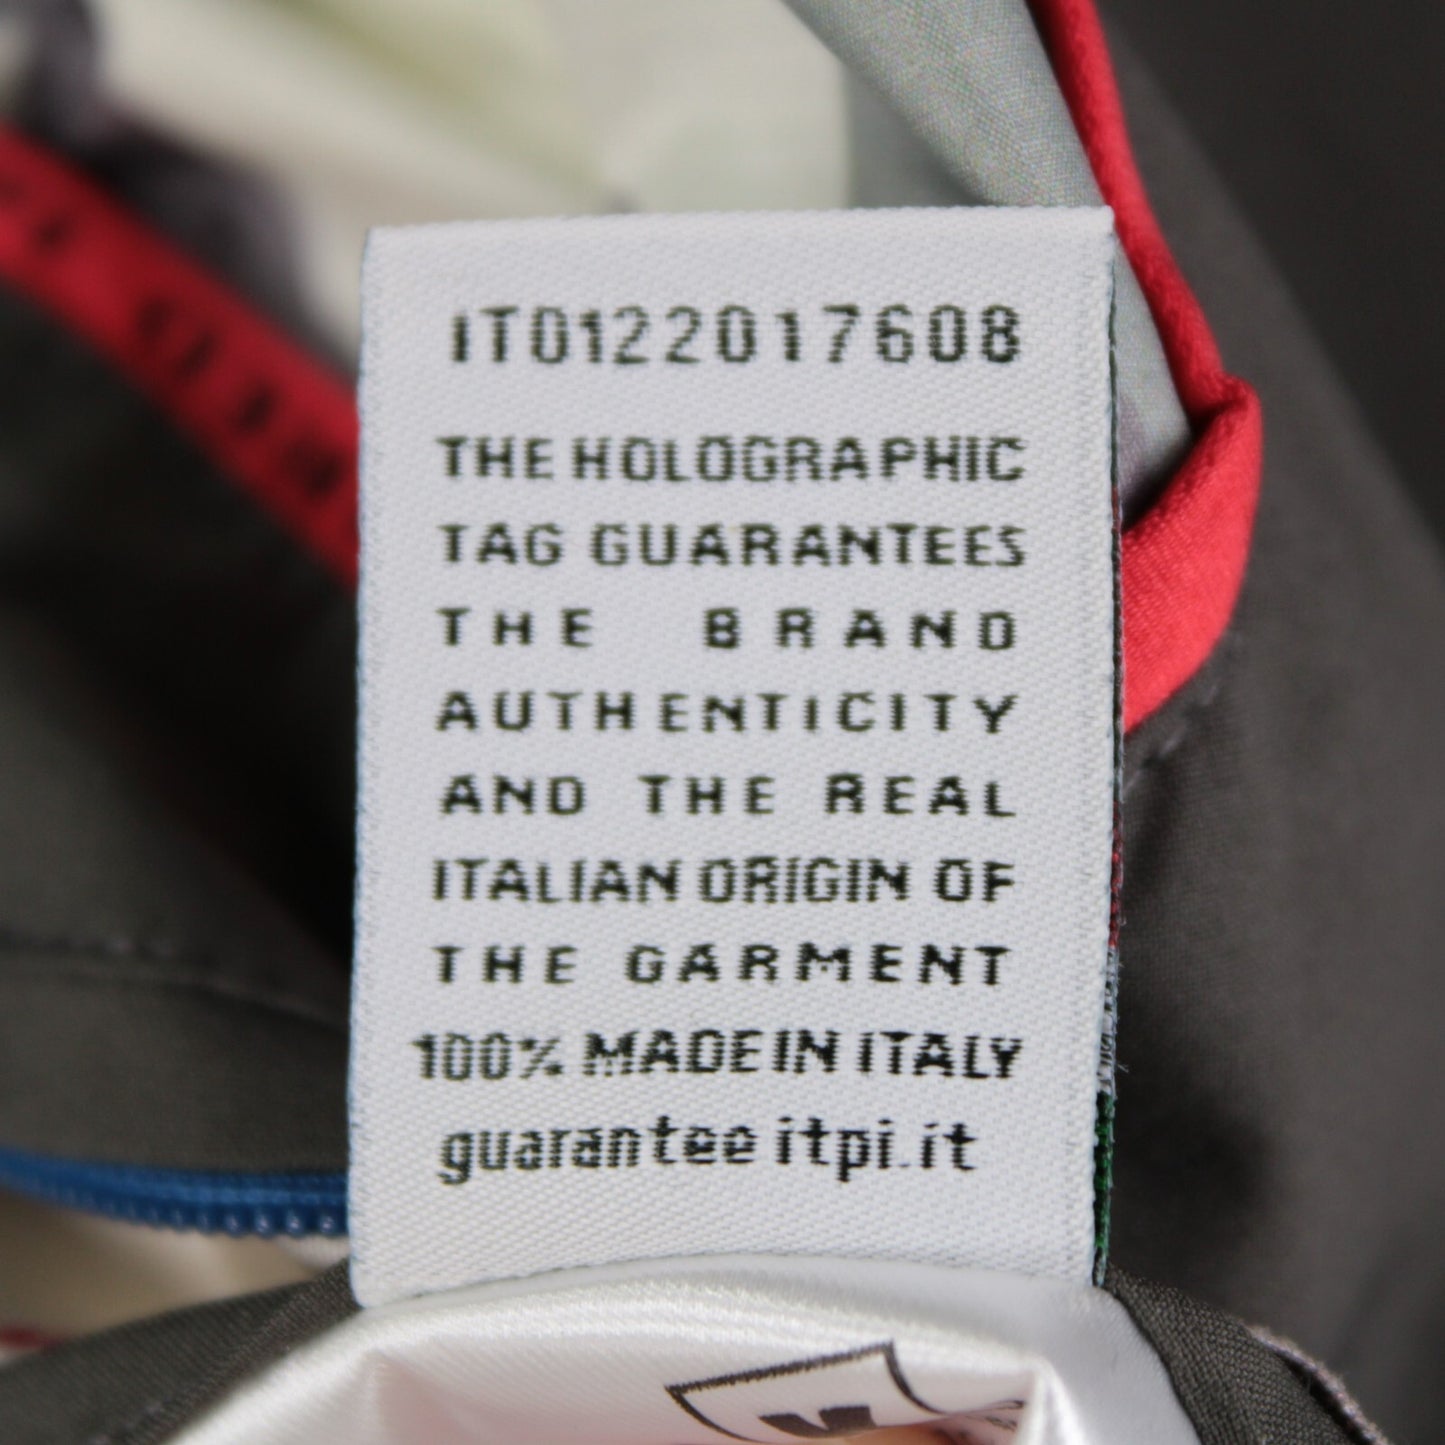 IT0122017608
THE HOLOGRAPHIC
TAG GUARANTEES
THE BRAND
AUTHENTICITY
AND THE REAL
ITALIAN ORIGIN OF
THE GARMENT
100% MADE IN ITALY
guarantee itpi.it